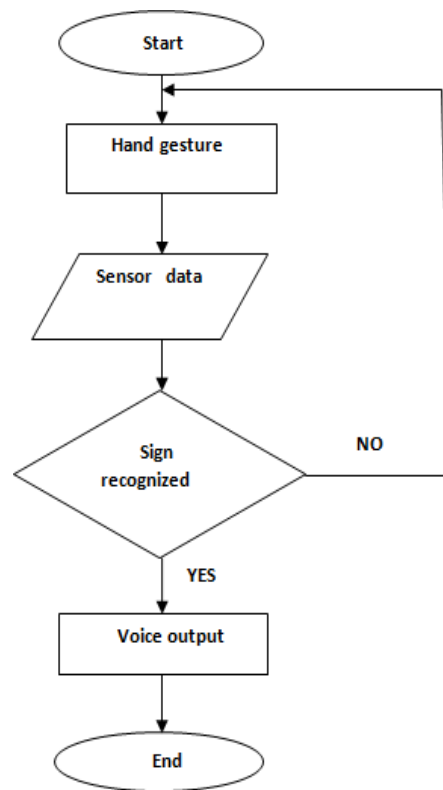 Start
Hand gesture
Sensor data
Sign
recognized
NO
YES
Voice output
End